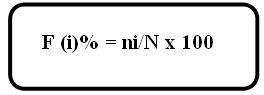 F (i)% = ni/N x 100